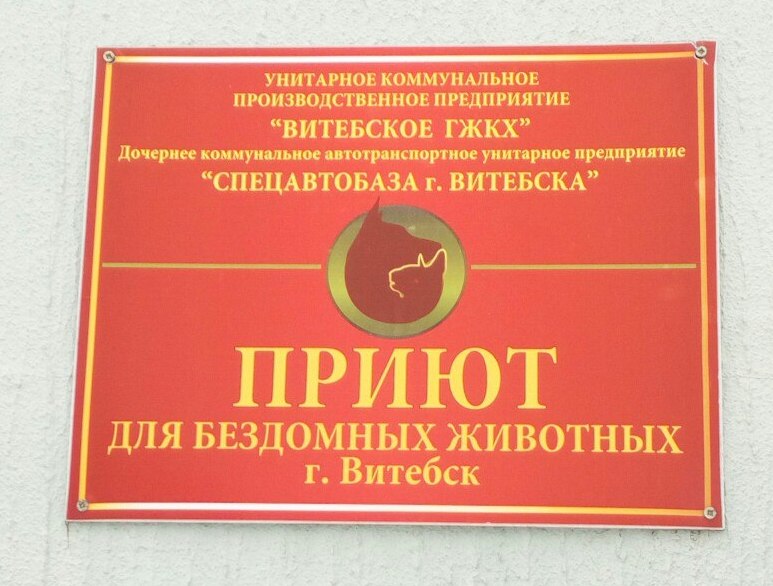 УНИТАРНОЕ КОММУНАЛЬНОЕ
ПРОИЗВОДСТВЕННОЕ ПРЕДПРИЯТИЕ
“ВИТЕБСКОЕ ГЖКХ”
Дочернее коммунальное автотранспортное унитарное предприятие
“СПЕЦАВТОБАЗА г. ВИТЕБСКА”
ПРИЮТ
ДЛЯ БЕЗДОМНЫХ ЖИВОТНЫХ
г. Витебск